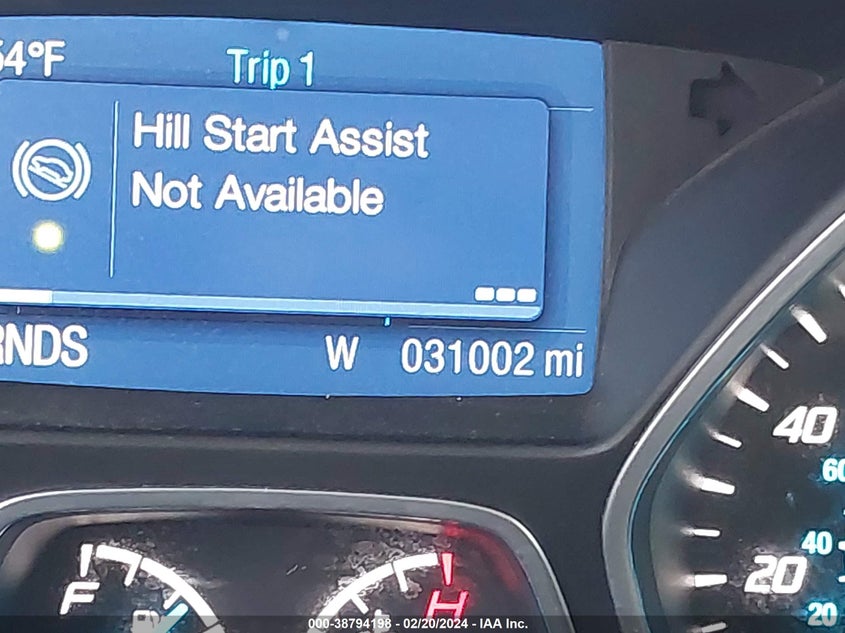 54°F
Trip 1
Hill Start Assist
Not Available
RNDS W 031002 mi
40
60
40
20
20
F
H
000-38794198 - 02/20/2024 - IAA Inc.